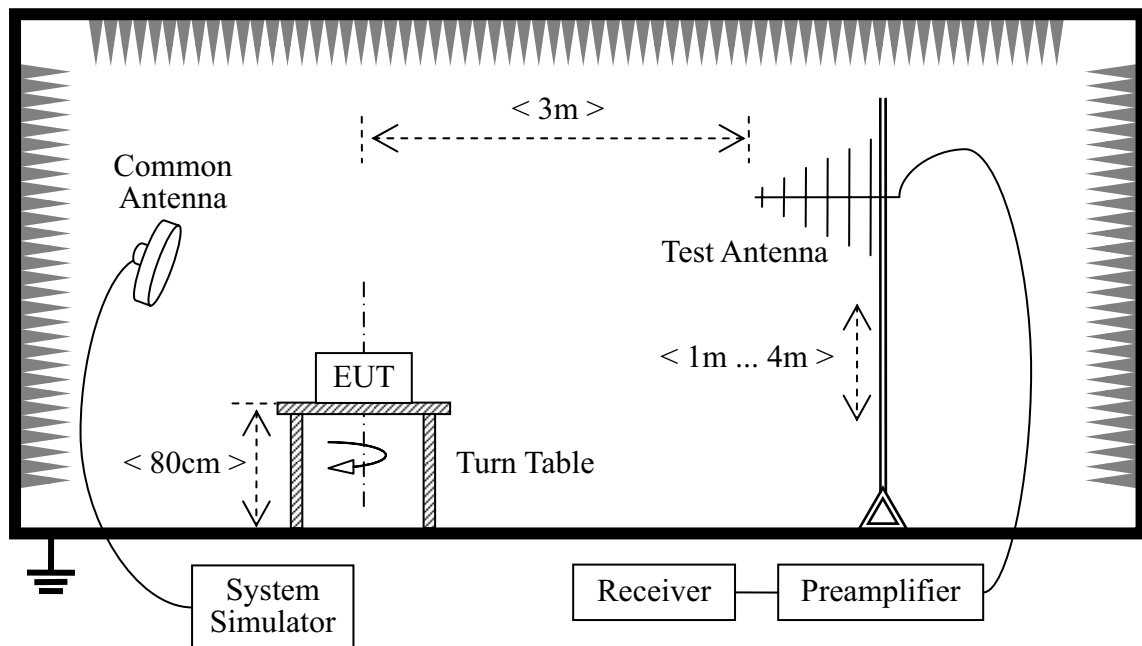 < 3m >
Common
Antenna
Test Antenna
< 1m ... 4m >
EUT
< 80cm >
Turn Table
System
Simulator
Receiver
Preamplifier